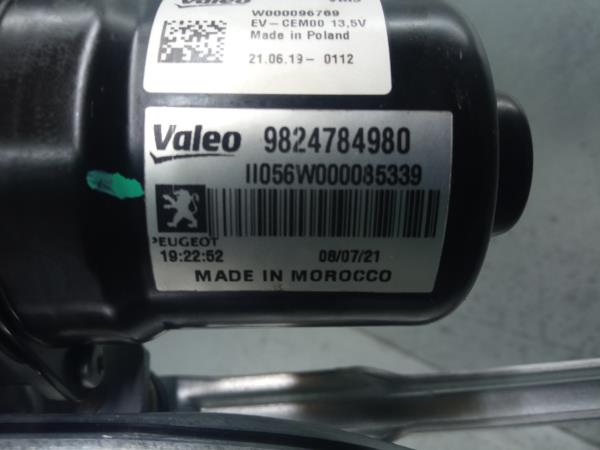 Valeo
W000096769
EV-CEM00 13,5V
Made in Poland
21.06.19- 0112
Valeo 9824784980
II056W000085339
PEUGEOT
19:22:52 08/07/21
MADE IN MOROCCO